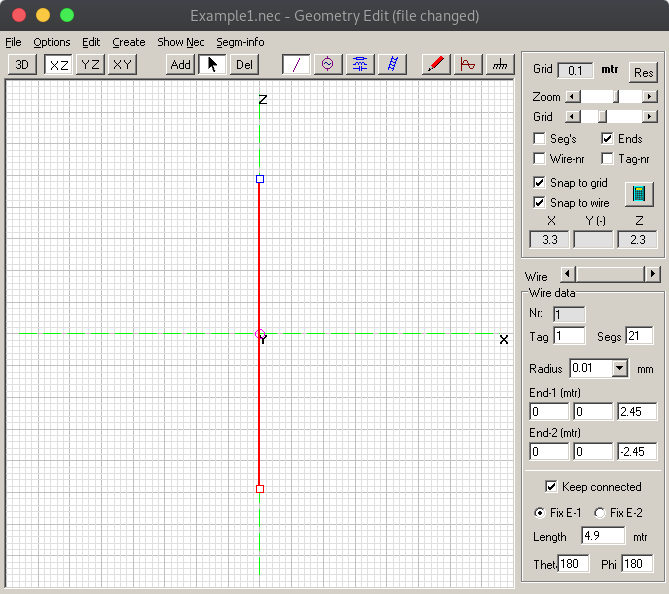 Example1.nec - Geometry Edit (file changed)
File Options Edit Create Show Nec Segm-info
3D XZ YZ XY Add Del
Grid 0.1 mtr Res
Zoom
Grid
Seg's Ends
Wire-nr Tag-nr
Snap to grid
Snap to wire
X Y (-) Z
3.3 2.3
Z
Y
X
Wire
Wire data
Nr: 1
Tag 1 Segs 21
Radius 0.01 mm
End-1 (mtr)
0 0 2.45
End-2 (mtr)
0 0 -2.45
Keep connected
Fix E-1 Fix E-2
Length 4.9 mtr
Thet. 180 Phi 180